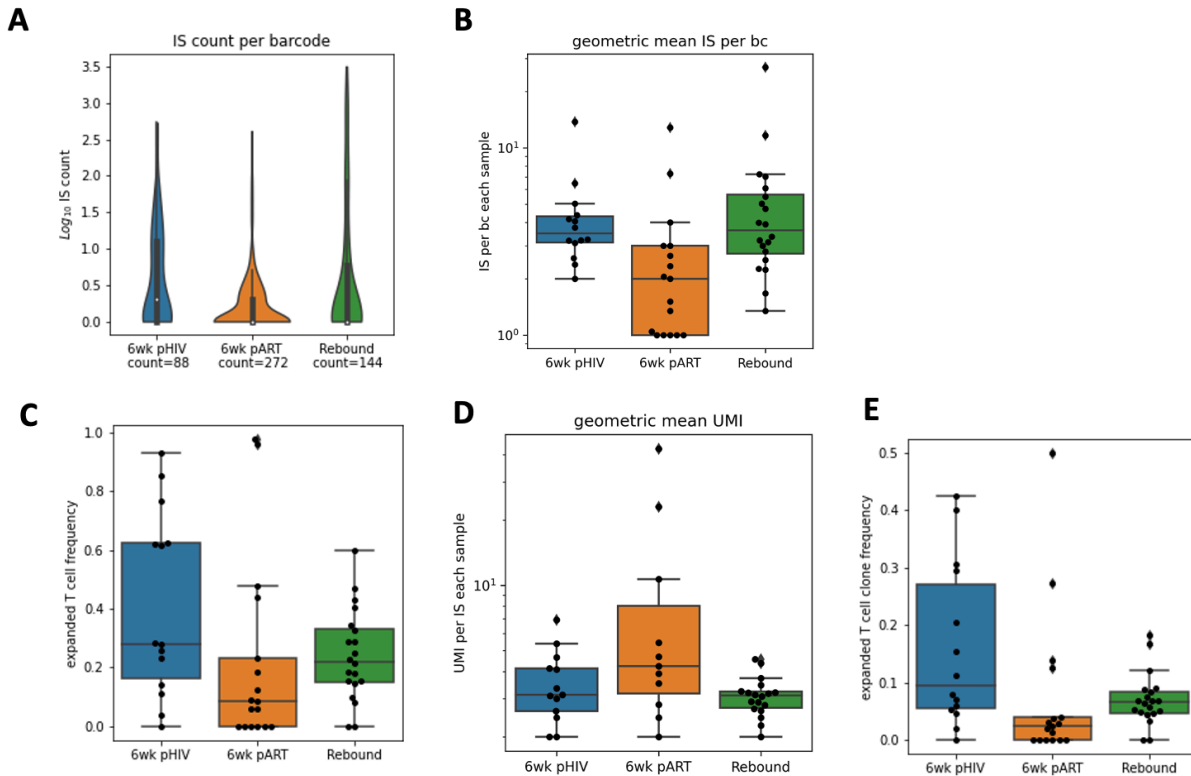 A
IS count per barcode
Log₁₀ IS count
3.5
3.0
2.5
2.0
1.5
1.0
0.5
0.0
6wk pHIV
count=88
6wk pART
count=272
Rebound
count=144
B
geometric mean IS per bc
IS per bc each sample
10¹
10⁰
6wk pHIV
6wk pART
Rebound
C
expanded T cell frequency
1.0
0.8
0.6
0.4
0.2
0.0
6wk pHIV
6wk pART
Rebound
D
geometric mean UMI
UMI per IS each sample
10¹
6wk pHIV
6wk pART
Rebound
E
expanded T cell clone frequency
0.5
0.4
0.3
0.2
0.1
0.0
6wk pHIV
6wk pART
Rebound